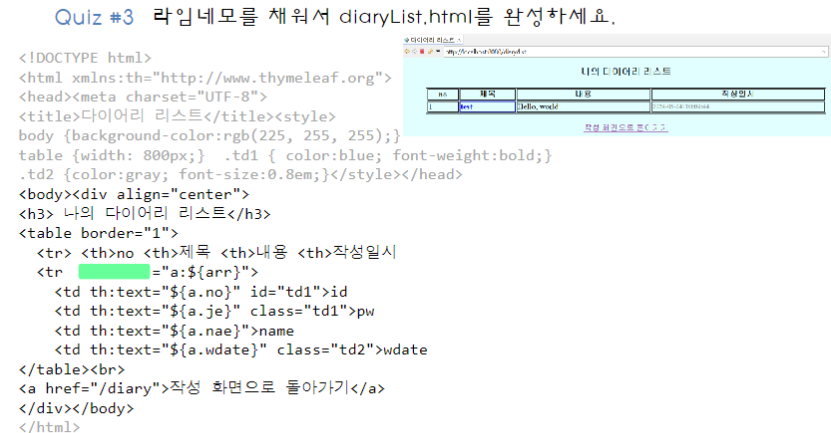 Quiz #3 라임네모를 채워서 diaryList.html를 완성하세요.
<!DOCTYPE html>
<html xmlns:th="http://www.thymeleaf.org">
<head><meta charset="UTF-8">
<title>다이어리 리스트</title><style>
body {background-color:rgb(225, 255, 255);}
table {width: 800px;}  .td1 { color:blue; font-weight:bold;}
.td2 {color:gray; font-size:0.8em;}</style></head>
<body><div align="center">
<h3> 나의 다이어리 리스트</h3>
<table border="1">
<tr> <th>no <th>제목 <th>내용 <th>작성일시
<tr ="a:${arr}">
<td th:text="${a.no}" id="td1">id
<td th:text="${a.je}" class="td1">pw
<td th:text="${a.nae}">name
<td th:text="${a.wdate}" class="td2">wdate
</table><br>
<a href="/diary">작성 화면으로 돌아가기</a>
</div></body>
</html>
다이어리 리스트
나의 다이어리 리스트
no 제목 내용 작성일시
1 test Hello, world
작성 화면으로 돌아가기